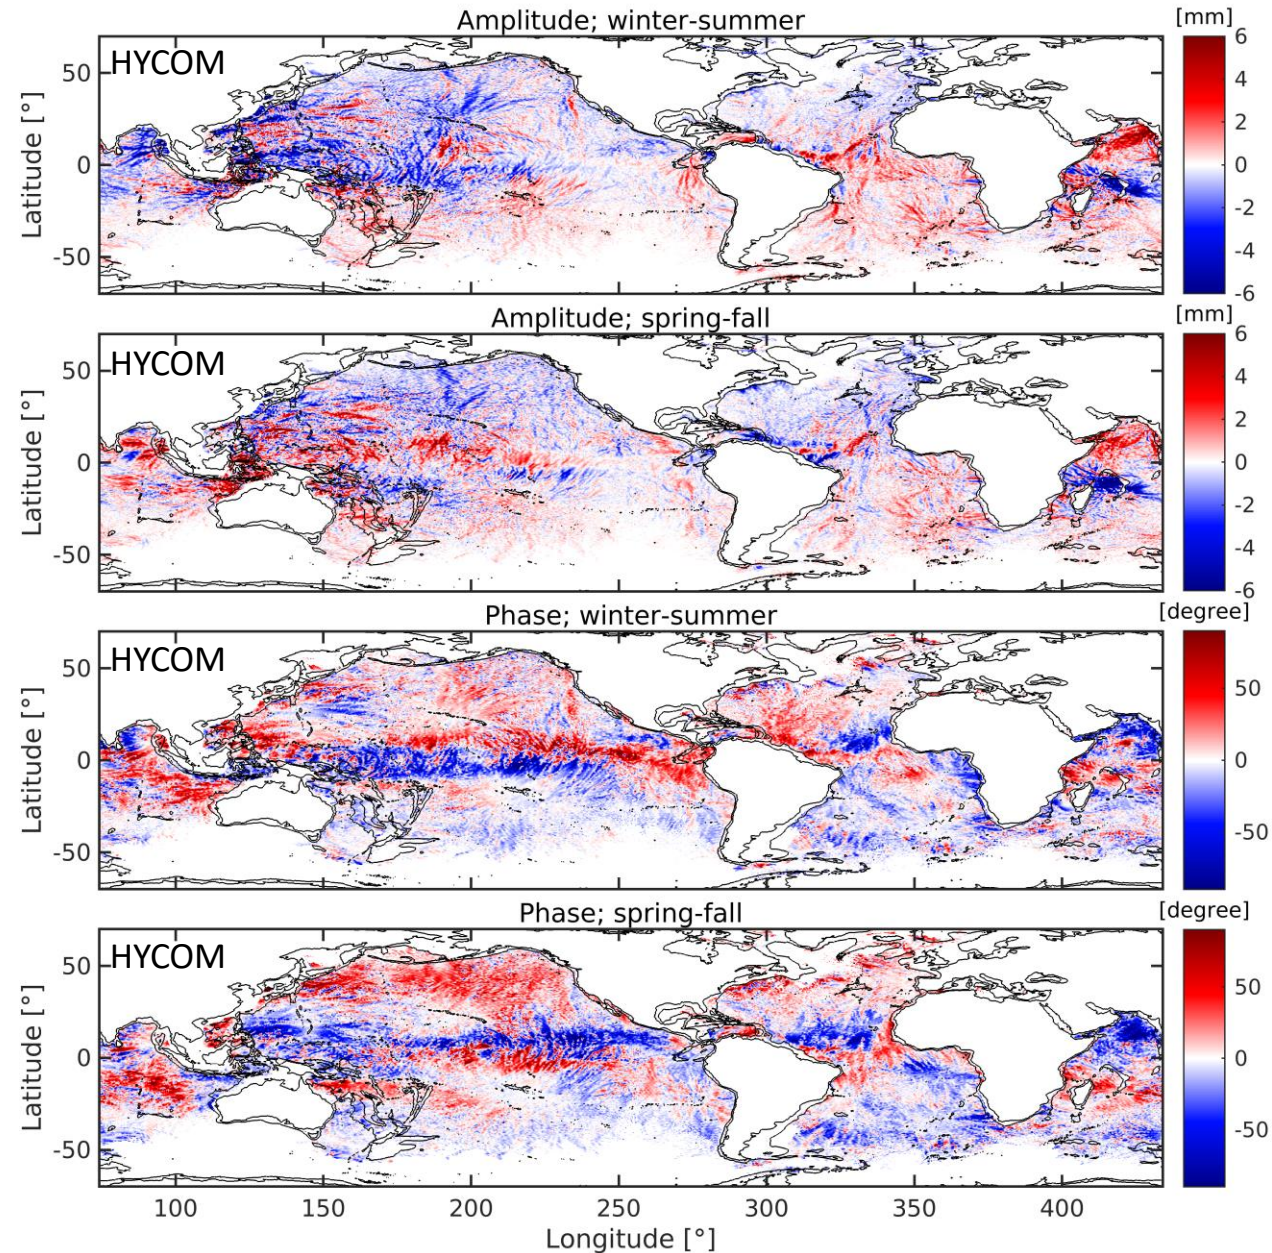 Amplitude; winter-summer
[mm]
HYCOM
Latitude [°]
50
0
-50
6
4
2
0
-2
-4
-6
Amplitude; spring-fall
[mm]
HYCOM
Latitude [°]
50
0
-50
6
4
2
0
-2
-4
-6
Phase; winter-summer
[degree]
HYCOM
Latitude [°]
50
0
-50
50
0
-50
Phase; spring-fall
[degree]
HYCOM
Latitude [°]
50
0
-50
50
0
-50
100 150 200 250 300 350 400
Longitude [°]